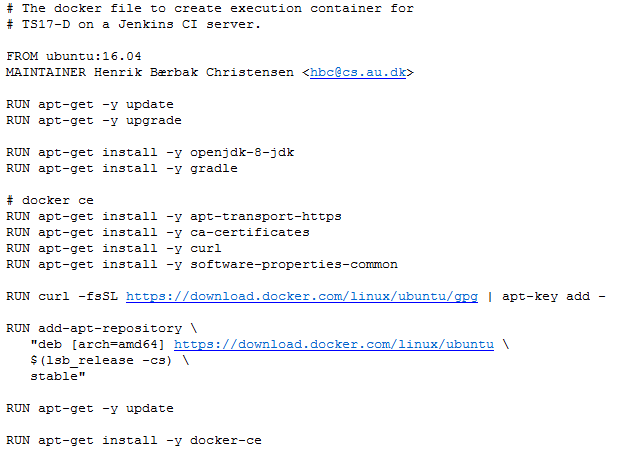 # The docker file to create execution container for
# TS17-D on a Jenkins CI server.
FROM ubuntu:16.04
MAINTAINER Henrik Bærbak Christensen <hbc@cs.au.dk>
RUN apt-get -y update
RUN apt-get -y upgrade
RUN apt-get install -y openjdk-8-jdk
RUN apt-get install -y gradle
# docker ce
RUN apt-get install -y apt-transport-https
RUN apt-get install -y ca-certificates
RUN apt-get install -y curl
RUN apt-get install -y software-properties-common
RUN curl -fsSL https://download.docker.com/linux/ubuntu/gpg | apt-key add -
RUN add-apt-repository \
"deb [arch=amd64] https://download.docker.com/linux/ubuntu \
$(lsb_release -cs) \
stable"
RUN apt-get -y update
RUN apt-get install -y docker-ce